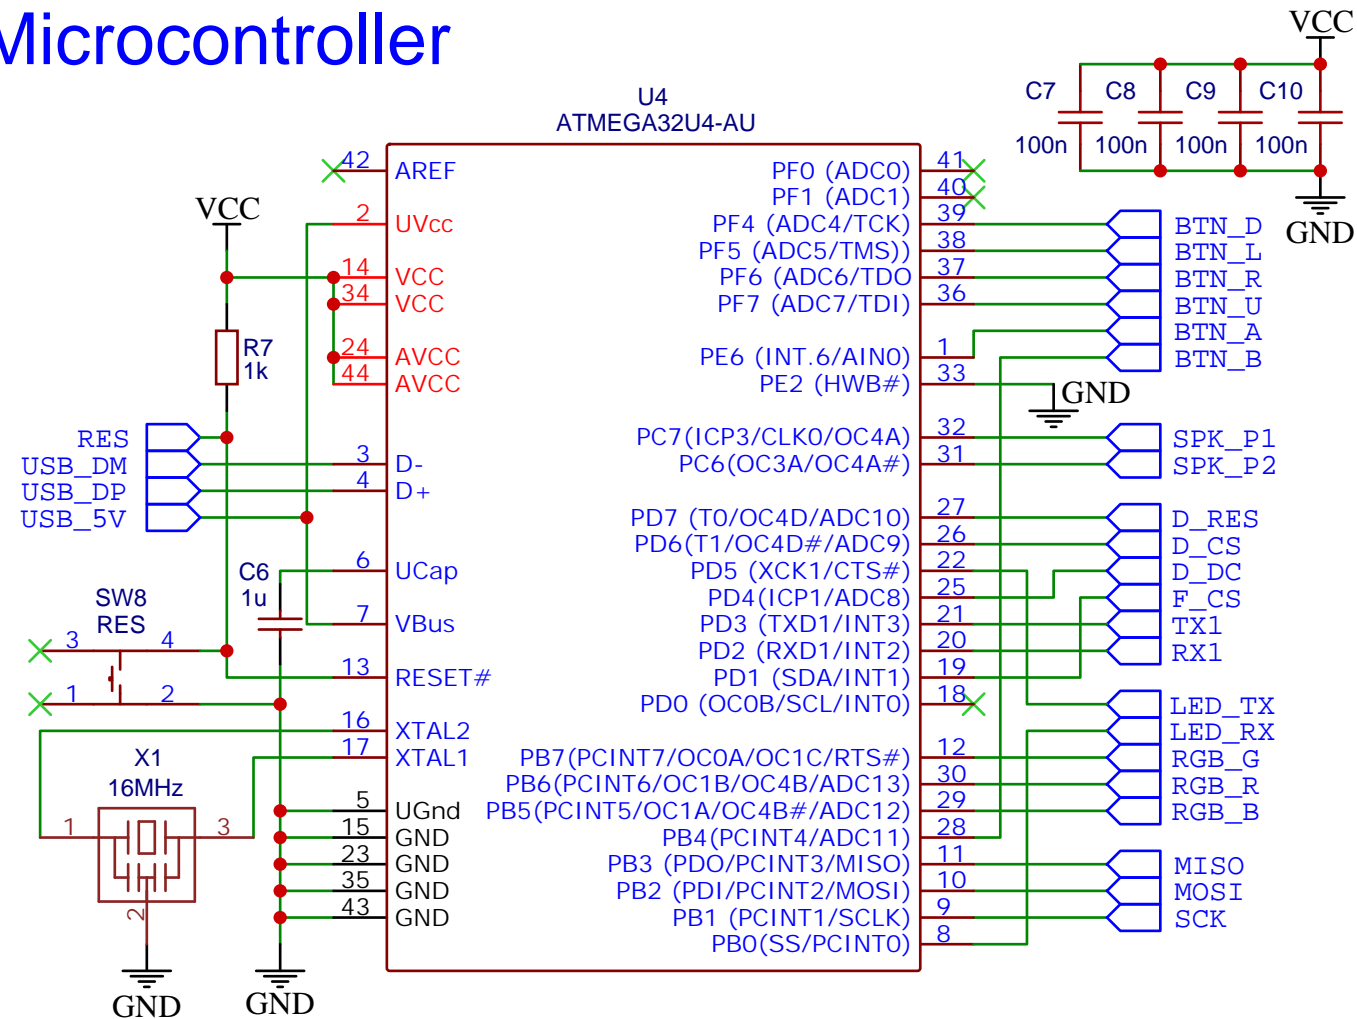 Microcontroller
VCC
C7 C8 C9 C10
100n 100n 100n 100n
GND
U4
ATMEGA32U4-AU
42 AREF
2 UVcc
14 VCC
34 VCC
24 AVCC
44 AVCC
3 D-
4 D+
6 UCap
7 VBus
13 RESET#
16 XTAL2
17 XTAL1
5 UGnd
15 GND
23 GND
35 GND
43 GND
PF0 (ADC0) 41
PF1 (ADC1) 40
PF4 (ADC4/TCK) 39
PF5 (ADC5/TMS)) 38
PF6 (ADC6/TDO 37
PF7 (ADC7/TDI) 36
PE6 (INT.6/AIN0) 1
PE2 (HWB#) 33
PC7(ICP3/CLK0/OC4A) 32
PC6(OC3A/OC4A#) 31
PD7 (T0/OC4D/ADC10) 27
PD6(T1/OC4D#/ADC9) 26
PD5 (XCK1/CTS#) 22
PD4(ICP1/ADC8) 25
PD3 (TXD1/INT3) 21
PD2 (RXD1/INT2) 20
PD1 (SDA/INT1) 19
PD0 (OC0B/SCL/INT0) 18
PB7(PCINT7/OC0A/OC1C/RTS#) 12
PB6(PCINT6/OC1B/OC4B/ADC13) 30
PB5(PCINT5/OC1A/OC4B#/ADC12) 29
PB4(PCINT4/ADC11) 28
PB3 (PDO/PCINT3/MISO) 11
PB2 (PDI/PCINT2/MOSI) 10
PB1 (PCINT1/SCLK) 9
PB0(SS/PCINT0) 8
VCC
R7
1k
RES
USB_DM
USB_DP
USB_5V
C6
1u
SW8
RES
3 4
1 2
X1
16MHz
1 3
2
GND
GND
BTN_D
BTN_L
BTN_R
BTN_U
BTN_A
BTN_B
GND
SPK_P1
SPK_P2
D_RES
D_CS
D_DC
F_CS
TX1
RX1
LED_TX
LED_RX
RGB_G
RGB_R
RGB_B
MISO
MOSI
SCK